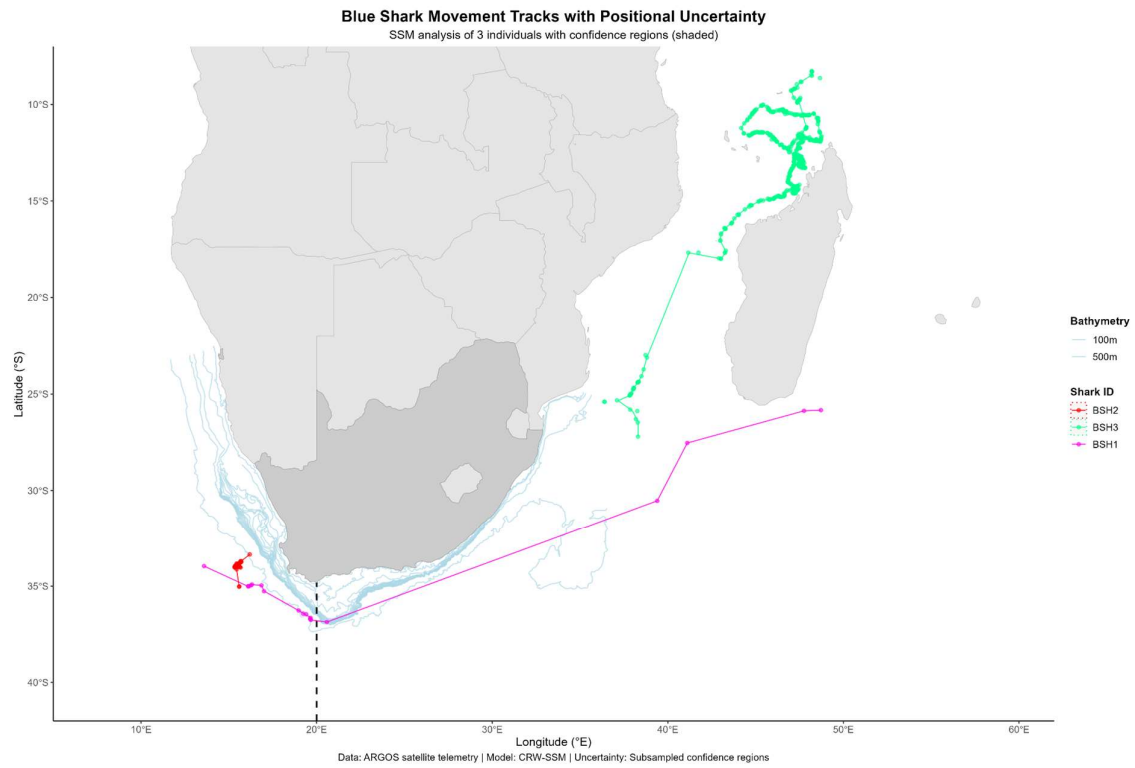 Blue Shark Movement Tracks with Positional Uncertainty
SSM analysis of 3 individuals with confidence regions (shaded)
10°S
15°S
20°S
25°S
30°S
35°S
40°S
Latitude (°S)
Bathymetry
100m
500m
Shark ID
BSH2
BSH3
BSH1
10°E
20°E
30°E
40°E
50°E
60°E
Longitude (°E)
Data: ARGOS satellite telemetry | Model: CRW-SSM | Uncertainty: Subsampled confidence regions